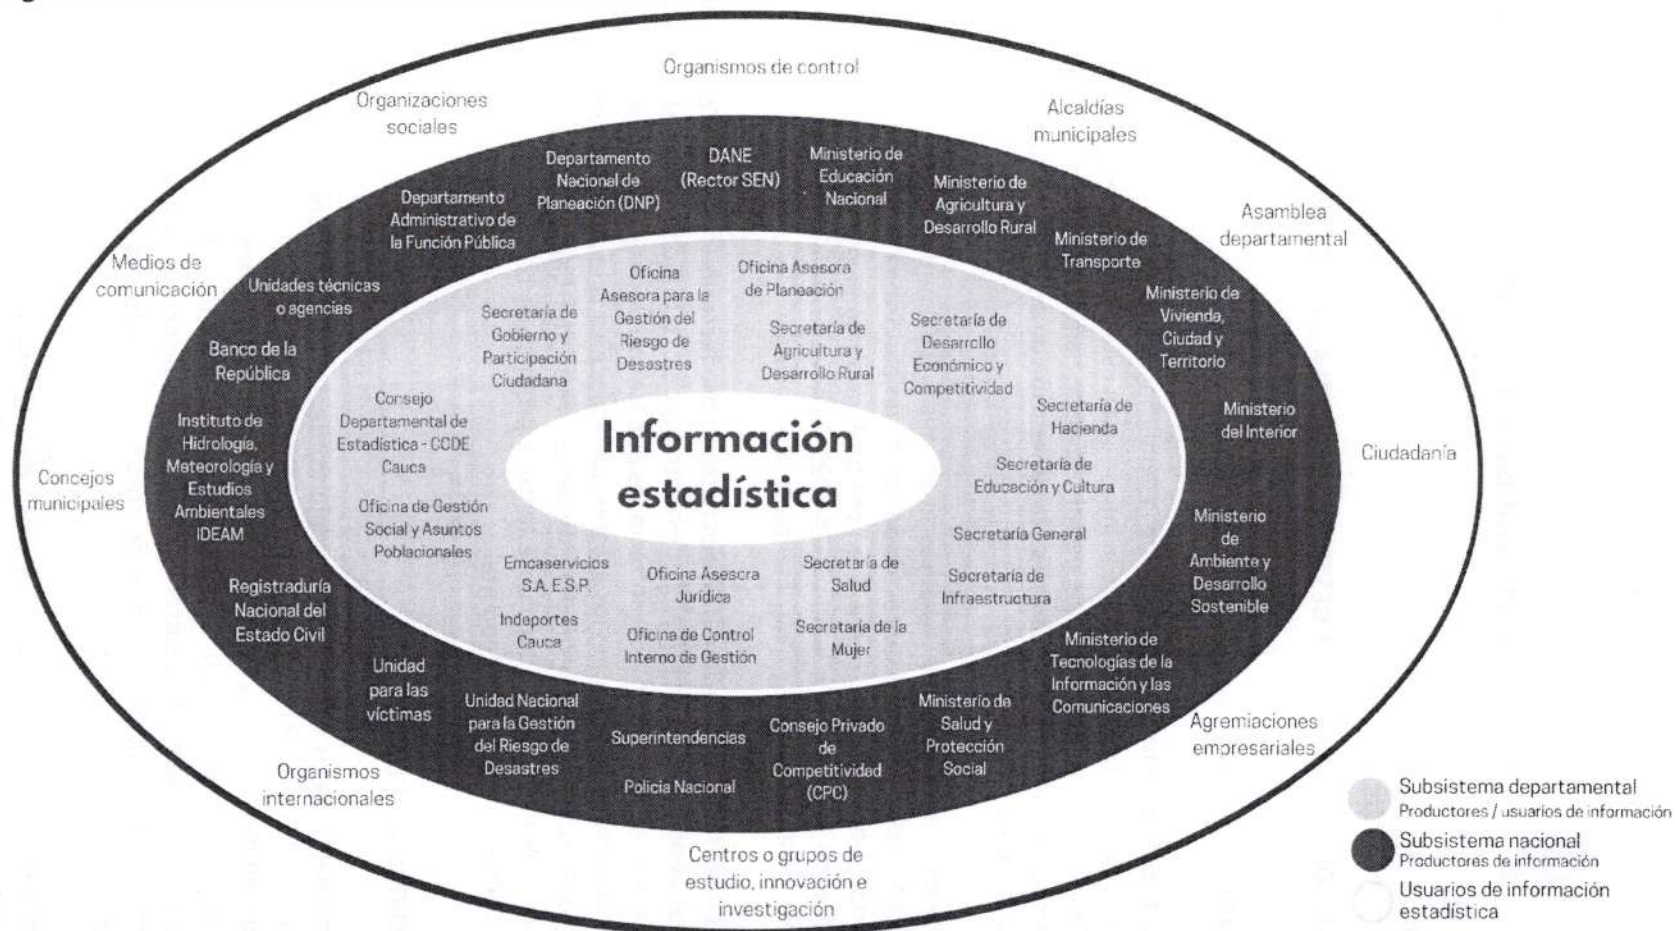 Organismos de control
Organizaciones
sociales
Alcaldías
municipales
Asamblea
departamental
Medios de
comunicación
Ciudadanía
Concejos
municipales
Agremiaciones
empresariales
Organismos
internacionales
Centros o grupos de
estudio, innovación e
investigación
Departamento
Nacional de
Planeación (DNP)
DANE
(Rector SEN)
Ministerio de
Educación
Nacional
Ministerio de
Agricultura y
Desarrollo Rural
Departamento
Administrativo de
la Función Pública
Ministerio de
Transporte
Unidades técnicas
o agencias
Ministerio de
Vivienda,
Ciudad y
Territorio
Banco de la
República
Ministerio
del Interior
Instituto de
Hidrología,
Meteorología y
Estudios
Ambientales
IDEAM
Ministerio
de
Ambiente y
Desarrollo
Sostenible
Registraduría
Nacional del
Estado Civil
Ministerio de
Tecnologías de la
Información y las
Comunicaciones
Unidad
para las
víctimas
Unidad Nacional
para la Gestión
del Riesgo de
Desastres
Superintendencias
Policía Nacional
Consejo Privado
de
Competitividad
(CPC)
Ministerio de
Salud y
Protección
Social
Oficina
Asesora para la
Gestión del
Riesgo de
Desastres
Oficina Asesora
de Planeación
Secretaría de
Gobierno y
Participación
Ciudadana
Secretaría de
Agricultura y
Desarrollo Rural
Secretaría de
Desarrollo
Económico y
Competitividad
Consejo
Departamental de
Estadística - CCDE
Cauca
Secretaría de
Hacienda
Secretaría de
Educación y Cultura
Oficina de Gestión
Social y Asuntos
Poblacionales
Secretaría General
Emcaservicios
S.A. E.S.P.
Oficina Asesora
Jurídica
Secretaría de
Salud
Secretaría de
Infraestructura
Indeportes
Cauca
Oficina de Control
Interno de Gestión
Secretaría de la
Mujer
Información
estadística
Subsistema departamental
Productores / usuarios de información
Subsistema nacional
Productores de información
Usuarios de información
estadística